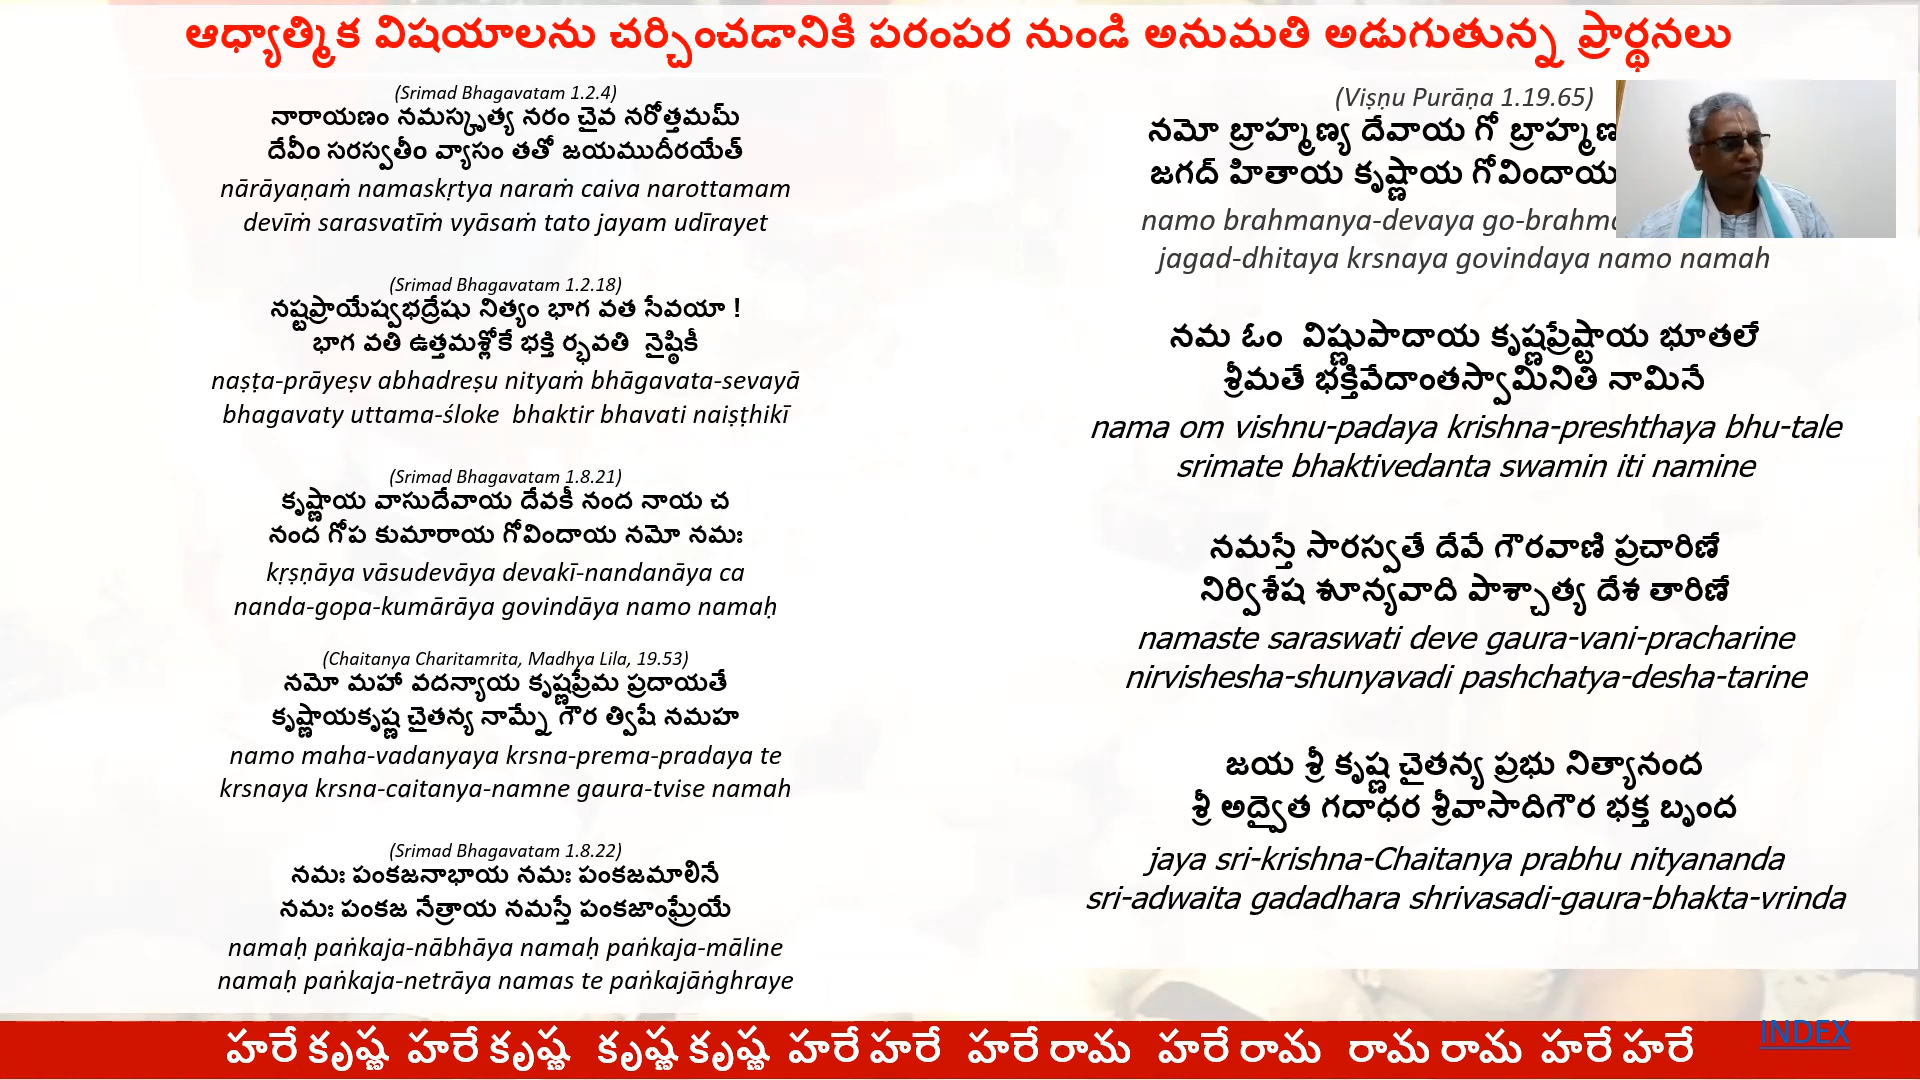 ఆధ్యాత్మిక విషయాలను చర్చించడానికి పరంపర నుండి అనుమతి అడుగుతున్న ప్రార్థనలు
(Srimad Bhagavatam 1.2.4)
నారాయణం నమస్కృత్య నరం చైవ నరోత్తమమ్
దేవీం సరస్వతీం వ్యాసం తతో జయముదీరయేత్
nārāyaṇaṁ namaskṛtya naraṁ caiva narottamam
devīṁ sarasvatīṁ vyāsaṁ tato jayam udīrayet
(Srimad Bhagavatam 1.2.18)
నష్టప్రాయేష్వభద్రేషు నిత్యం భాగ వత సేవయా !
భాగ వతి ఉత్తమశ్లోకే భక్తి ర్భవతి నైష్ఠికీ
naṣṭa-prāyeṣv abhadreṣu nityaṁ bhāgavata-sevayā
bhagavaty uttama-śloke bhaktir bhavati naiṣṭhikī
(Srimad Bhagavatam 1.8.21)
కృష్ణాయ వాసుదేవాయ దేవకీ నంద నాయ చ
నంద గోప కుమారాయ గోవిందాయ నమో నమః
kṛṣṇāya vāsudevāya devakī-nandanāya ca
nanda-gopa-kumārāya govindāya namo namaḥ
(Chaitanya Charitamrita, Madhya Lila, 19.53)
నమో మహా వదన్యాయ కృష్ణప్రేమ ప్రదాయతే
కృష్ణాయకృష్ణ చైతన్య నామ్నే గౌర త్విషే నమహ
namo maha-vadanyaya krsna-prema-pradaya te
krsnaya krsna-caitanya-namne gaura-tvise namah
(Srimad Bhagavatam 1.8.22)
నమః పంకజనాభాయ నమః పంకజమాలినే
నమః పంకజ నేత్రాయ నమస్తే పంకజాంఘ్రేయే
namaḥ paṅkaja-nābhāya namaḥ paṅkaja-māline
namaḥ paṅkaja-netrāya namas te paṅkajāṅghraye
(Viṣṇu Purāṇa 1.19.65)
నమో బ్రాహ్మణ్య దేవాయ గో బ్రాహ్మణ
జగద్ హితాయ కృష్ణాయ గోవిందాయ
namo brahmanya-devaya go-brahma
jagad-dhitaya krsnaya govindaya namo namah
నమ ఓం విష్ణుపాదాయ కృష్ణప్రేష్టాయ భూతలే
శ్రీమతే భక్తివేదాంతస్వామినితి నామినే
nama om vishnu-padaya krishna-preshthaya bhu-tale
srimate bhaktivedanta swamin iti namine
నమస్తే సారస్వతే దేవే గౌరవాణి ప్రచారిణే
నిర్విశేష శూన్యవాది పాశ్చాత్య దేశ తారిణే
namaste saraswati deve gaura-vani-pracharine
nirvishesha-shunyavadi pashchatya-desha-tarine
జయ శ్రీ కృష్ణ చైతన్య ప్రభు నిత్యానంద
శ్రీ అద్వైత గదాధర శ్రీవాసాదిగౌర భక్త బృంద
jaya sri-krishna-Chaitanya prabhu nityananda
sri-adwaita gadadhara shrivasadi-gaura-bhakta-vrinda
హరే కృష్ణ హరే కృష్ణ కృష్ణ కృష్ణ హరే హరే హరే రామ హరే రామ రామ రామ హరే హరే
INDEX